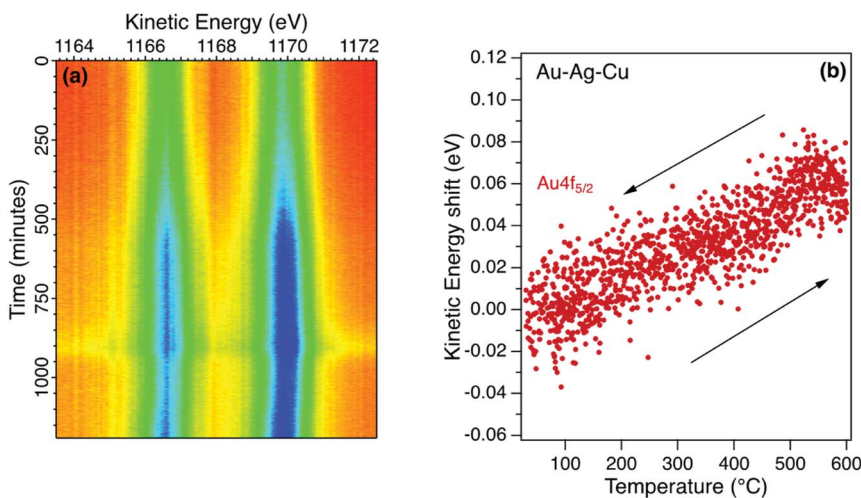 Kinetic Energy (eV)
1164 1166 1168 1170 1172
(a)
0
250
500
750
1000
Time (minutes)
0.12
0.10
0.08
0.06
0.04
0.02
0.00
-0.02
-0.04
-0.06
Kinetic Energy shift (eV)
Au-Ag-Cu
(b)
Au4f5/2
100 200 300 400 500 600
Temperature (°C)